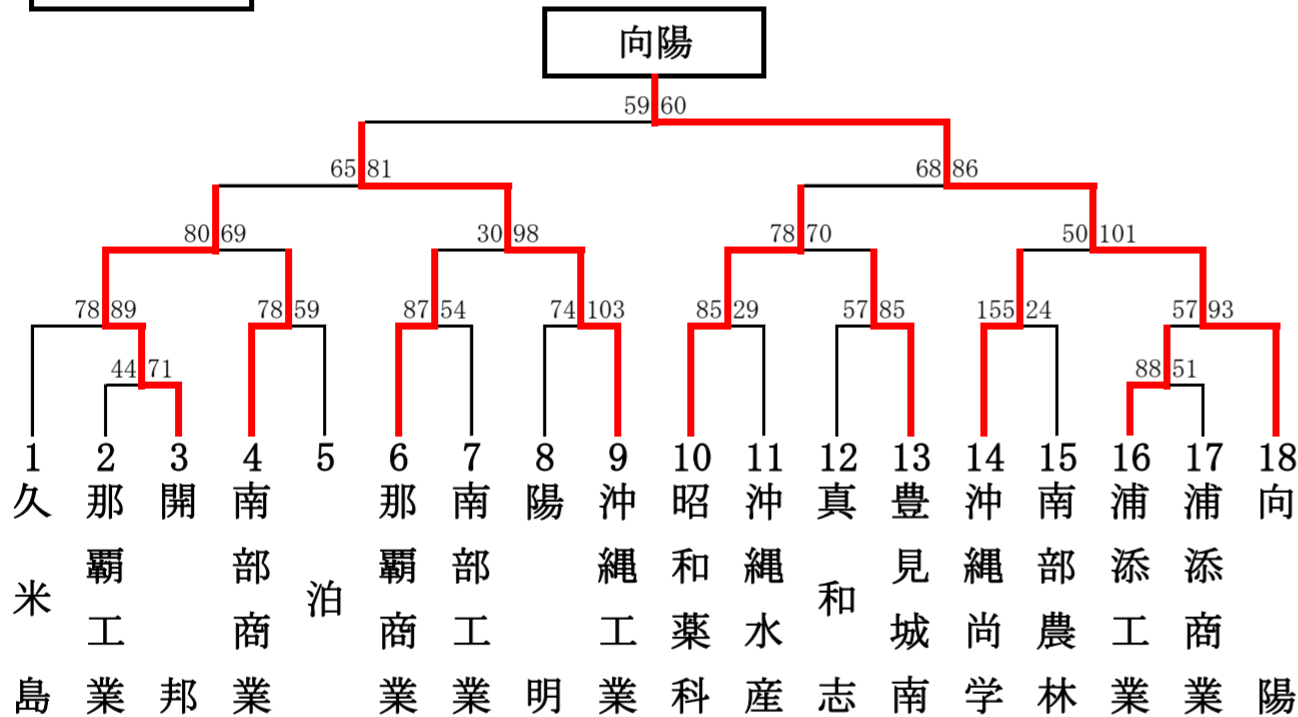 向陽
59 60
65 81
68 86
80 69
30 98
78 70
50 101
78 89
78 59
87 54
74 103
85 29
57 85
155 24
57 93
44 71
88 51
1 2 3 4 5 6 7 8 9 10 11 12 13 14 15 16 17 18
久米島
那覇工業
開邦
南部商業
泊
那覇商業
南部工業
陽明
沖縄工業
昭和薬科
沖縄水産
真和志
豊見城南
沖縄尚学
南部農林
浦添工業
浦添商業
向陽